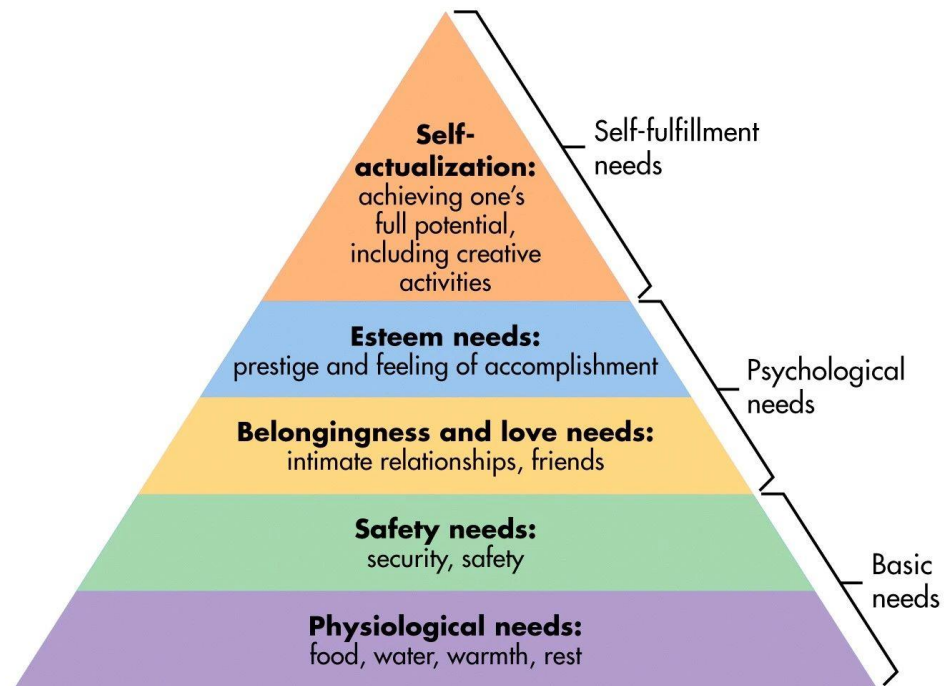 Self-
actualization:
achieving one's
full potential,
including creative
activities
Self-fulfillment
needs
Esteem needs:
prestige and feeling of accomplishment
Psychological
needs
Belongingness and love needs:
intimate relationships, friends
Safety needs:
security, safety
Basic
needs
Physiological needs:
food, water, warmth, rest